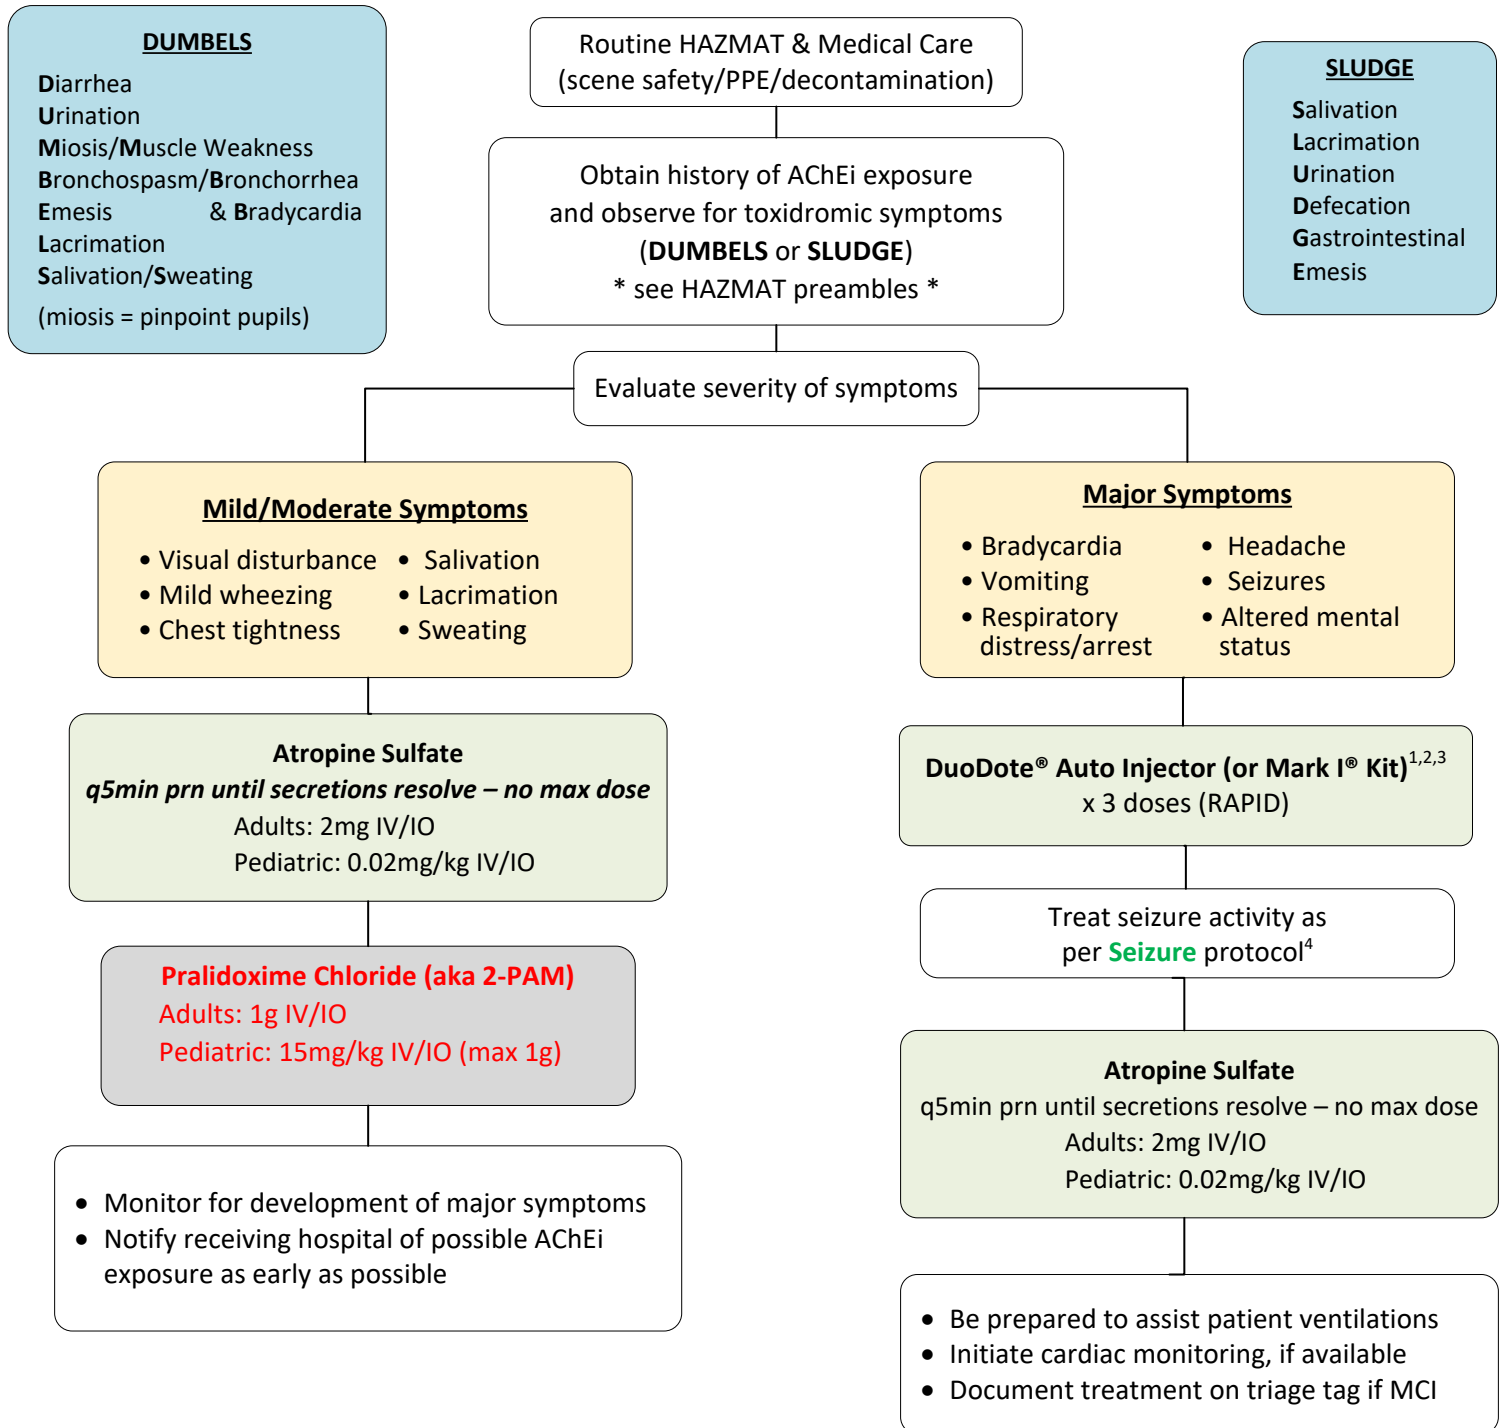 DUMBELS
Diarrhea
Urination
Miosis/Muscle Weakness
Bronchospasm/Bronchorrhea
Emesis & Bradycardia
Lacrimation
Salivation/Sweating
(miosis = pinpoint pupils)
Routine HAZMAT & Medical Care
(scene safety/PPE/decontamination)
SLUDGE
Salivation
Lacrimation
Urination
Defecation
Gastrointestinal
Emesis
Obtain history of AChEi exposure
and observe for toxidromic symptoms
(DUMBELS or SLUDGE)
* see HAZMAT preambles *
Evaluate severity of symptoms
Mild/Moderate Symptoms
• Visual disturbance • Salivation
• Mild wheezing • Lacrimation
• Chest tightness • Sweating
Atropine Sulfate
q5min prn until secretions resolve – no max dose
Adults: 2mg IV/IO
Pediatric: 0.02mg/kg IV/IO
Pralidoxime Chloride (aka 2-PAM)
Adults: 1g IV/IO
Pediatric: 15mg/kg IV/IO (max 1g)
• Monitor for development of major symptoms
• Notify receiving hospital of possible AChEi
exposure as early as possible
Major Symptoms
• Bradycardia • Headache
• Vomiting • Seizures
• Respiratory • Altered mental
distress/arrest status
DuoDote® Auto Injector (or Mark I® Kit)1,2,3
x 3 doses (RAPID)
Treat seizure activity as
per Seizure protocol4
Atropine Sulfate
q5min prn until secretions resolve – no max dose
Adults: 2mg IV/IO
Pediatric: 0.02mg/kg IV/IO
• Be prepared to assist patient ventilations
• Initiate cardiac monitoring, if available
• Document treatment on triage tag if MCI